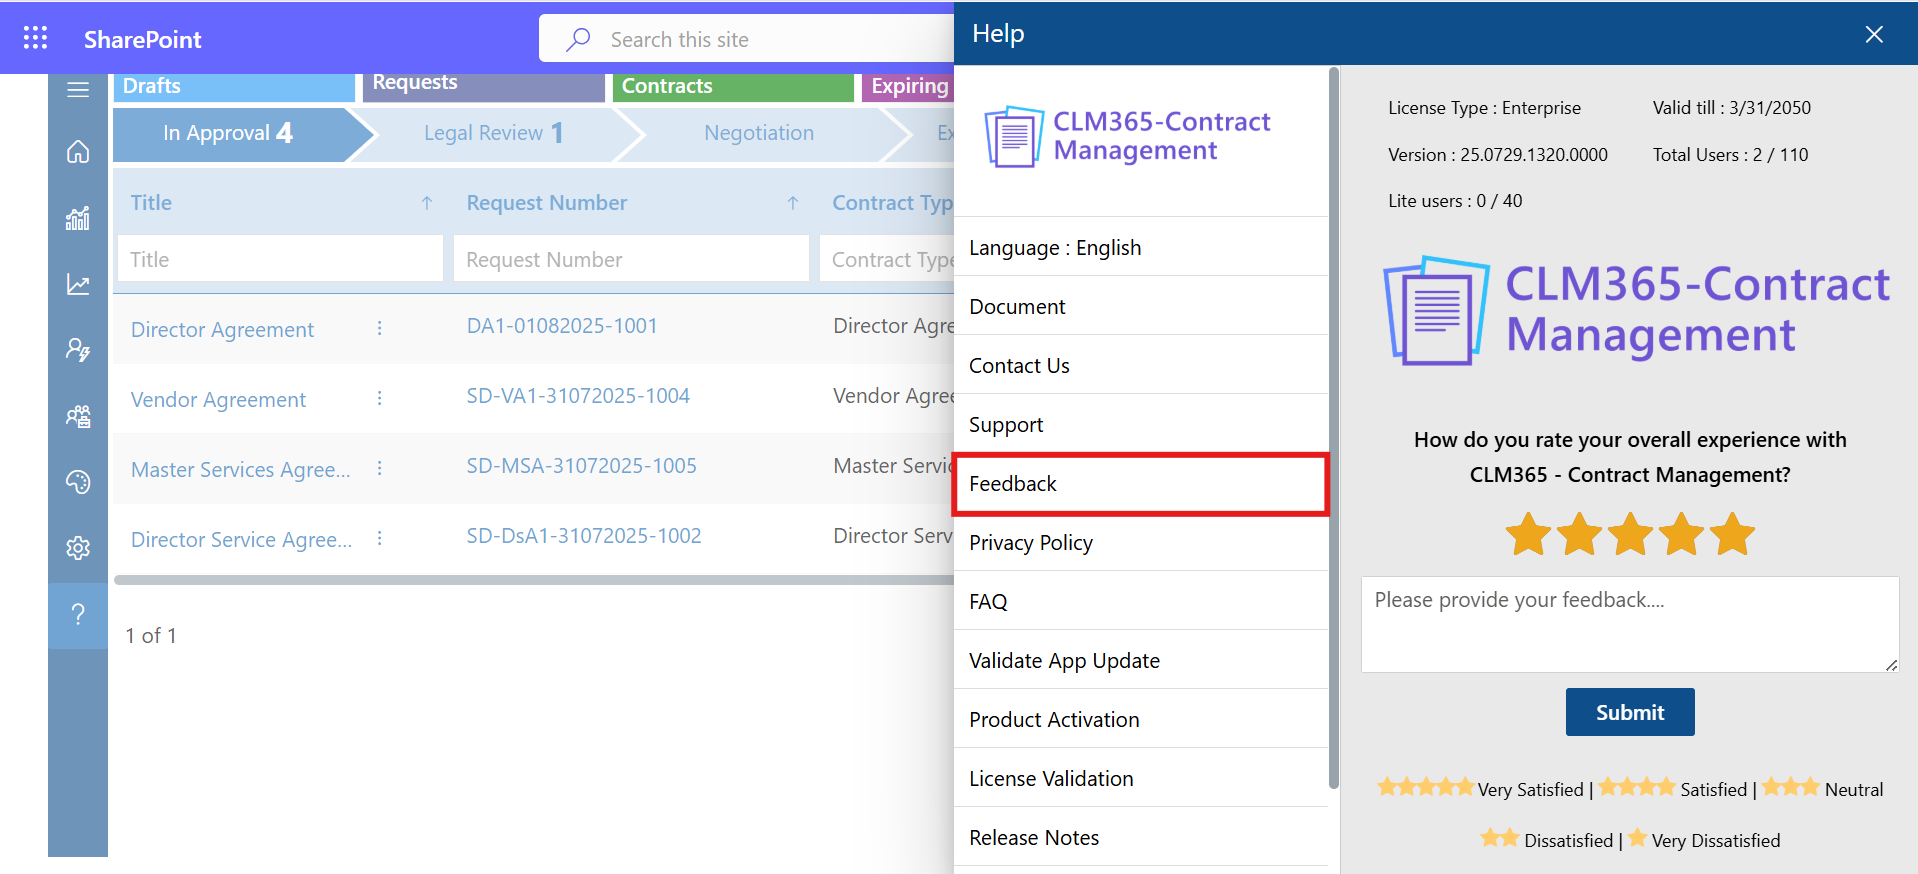 SharePoint
Search this site
Help
Drafts
Requests
Contracts
Expiring
In Approval 4
Legal Review 1
Negotiation
Title
Request Number
Title
Request Number
Director Agreement
DA1-01082025-1001
Vendor Agreement
SD-VA1-31072025-1004
Vendor
Master Services Agree...
SD-MSA-31072025-1005
Master
Director Service Agree...
SD-DsA1-31072025-1002
Director
Director
Contract
Contract Type
1 of 1
CLM365-Contract
Management
Language : English
Document
Contact Us
Support
Feedback
Privacy Policy
FAQ
Validate App Update
Product Activation
License Validation
Release Notes
License Type : Enterprise
Valid till : 3/31/2050
Version : 25.0729.1320.0000
Total Users : 2 / 110
Lite users : 0 / 40
CLM365-Contract
Management
How do you rate your overall experience with
CLM365 - Contract Management?
Please provide your feedback....
Submit
Very Satisfied | Satisfied | Neutral
Dissatisfied | Very Dissatisfied